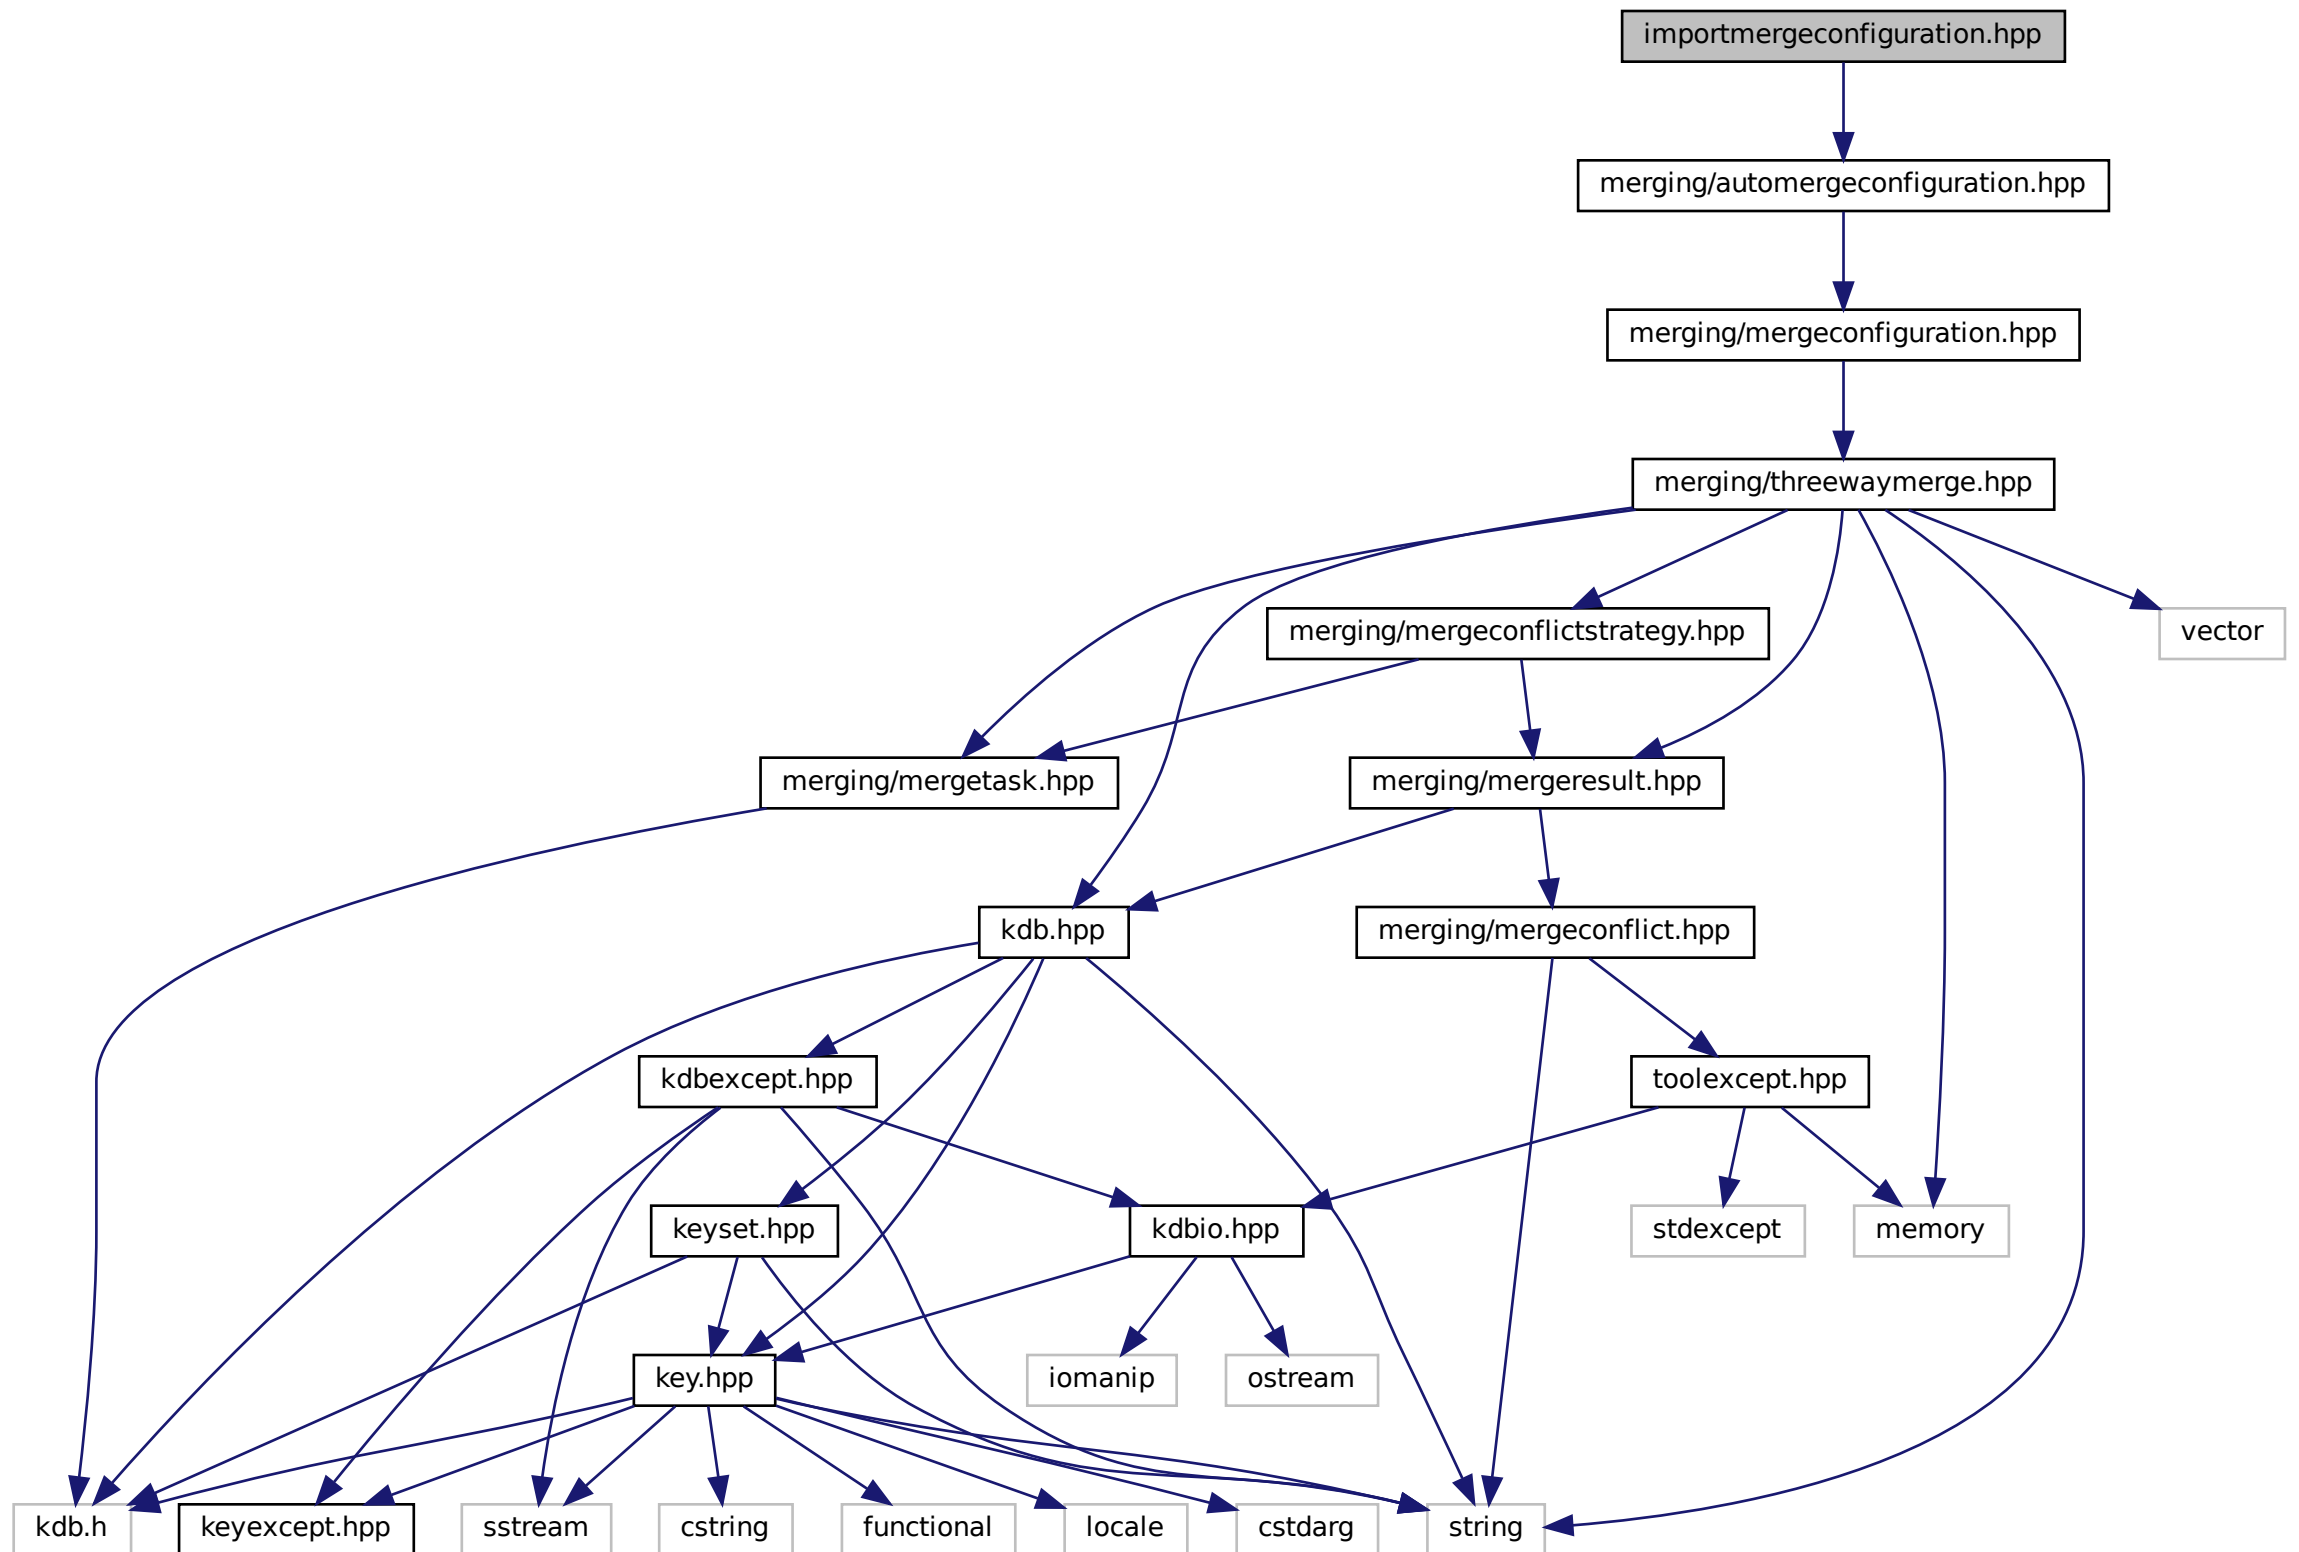 importmergeconfiguration.hpp
merging/automergeconfiguration.hpp
merging/mergeconfiguration.hpp
merging/threewaymerge.hpp
merging/mergeconflictstrategy.hpp
vector
merging/mergetask.hpp
merging/mergeresult.hpp
kdb.hpp
merging/mergeconflict.hpp
kdbexcept.hpp
toolexcept.hpp
keyset.hpp
kdbio.hpp
stdexcept
memory
key.hpp
iomanip
ostream
kdb.h
keyexcept.hpp
sstream
cstring
functional
locale
cstdarg
string